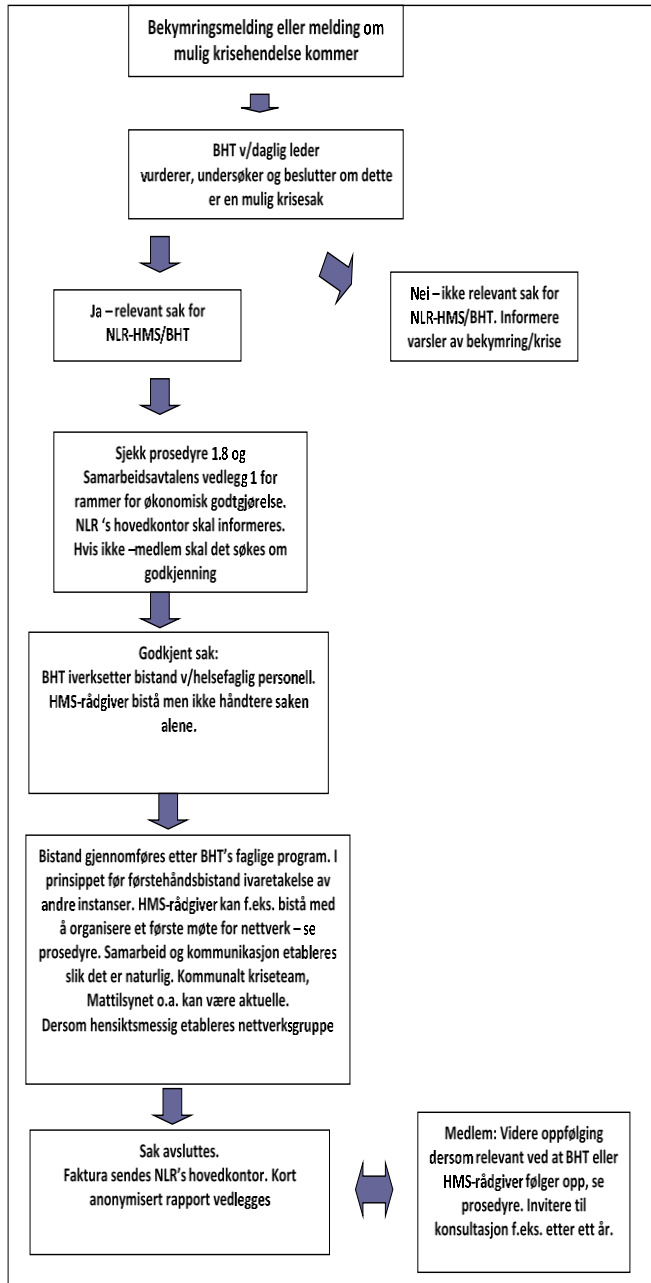 Bekymringsmelding eller melding om
mulig krisehendelse kommer
BHT v/daglig leder
vurderer, undersøker og beslutter om dette
er en mulig krisesak
Ja – relevant sak for
NLR-HMS/BHT
Nei – ikke relevant sak for
NLR-HMS/BHT. Informere
varsler av bekymring/krise
Sjekk prosedyre 1.8 og
Samarbeidsavtalens vedlegg 1 for
rammer for økonomisk godtgjørelse.
NLR ‘s hovedkontor skal informeres.
Hvis ikke –medlem skal det søkes om
godkjenning
Godkjent sak:
BHT iverksetter bistand v/helsefaglig personell.
HMS-rådgiver bistå men ikke håndtere saken
alene.
Bistand gjennomføres etter BHT’s faglige program. I
prinsippet før førstehåndsbistand ivaretakelse av
andre instanser. HMS-rådgiver kan f.eks. bistå med
å organisere et første møte for nettverk – se
prosedyre. Samarbeid og kommunikasjon etableres
slik det er naturlig. Kommunalt kriseteam,
Mattilsynet o.a. kan være aktuelle.
Dersom hensiktsmessig etableres nettverksgruppe
Sak avsluttes.
Faktura sendes NLR’s hovedkontor. Kort
anonymisert rapport vedlegges
Medlem: Videre oppfølging
dersom relevant ved at BHT eller
HMS-rådgiver følger opp, se
prosedyre. Invitere til
konsultasjon f.eks. etter ett år.